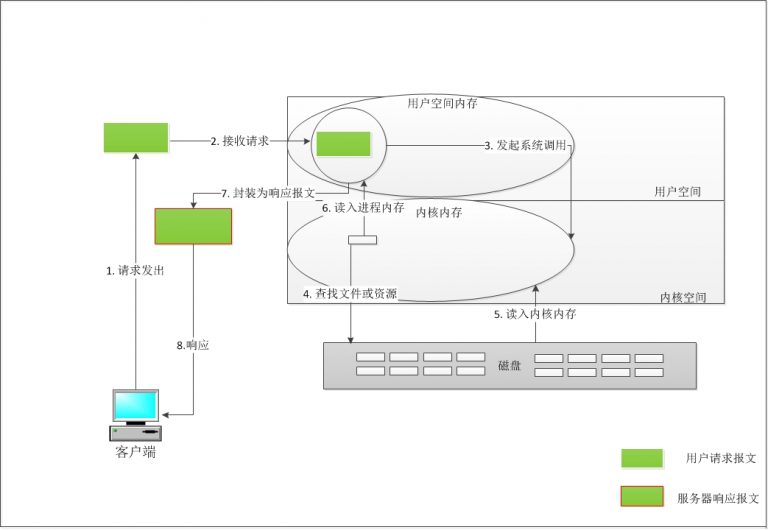 用户空间内存
2. 接收请求
3. 发起系统调用
7. 封装为响应报文
用户空间
6. 读入进程内存
内核内存
1. 请求发出
4. 查找文件或资源
内核空间
5. 读入内核内存
8.响应
磁盘
客户端
用户请求报文
服务器响应报文